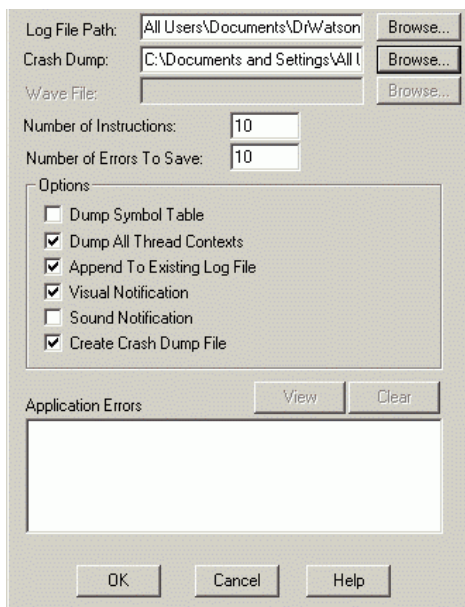 Log File Path: All Users\Documents\DrWatson Browse...
Crash Dump: C:\Documents and Settings\All U Browse...
Wave File: Browse...
Number of Instructions: 10
Number of Errors To Save: 10
Options
Dump Symbol Table
Dump All Thread Contexts
Append To Existing Log File
Visual Notification
Sound Notification
Create Crash Dump File
Application Errors View Clear
OK Cancel Help